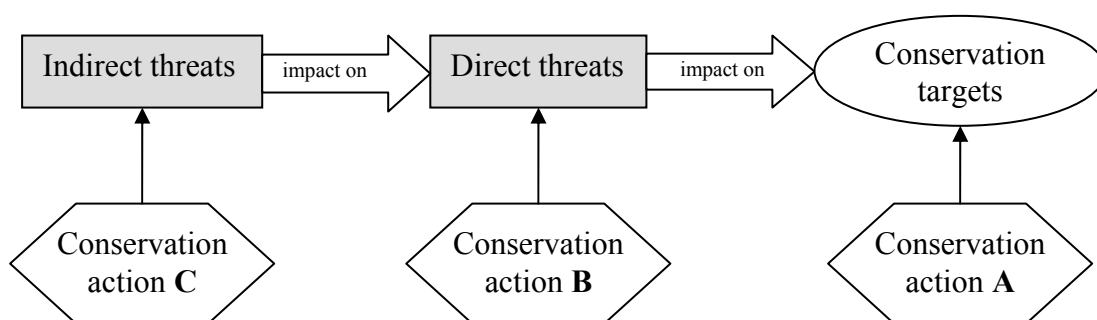 Indirect threats
impact on
Direct threats
impact on
Conservation
targets
Conservation
action C
Conservation
action B
Conservation
action A